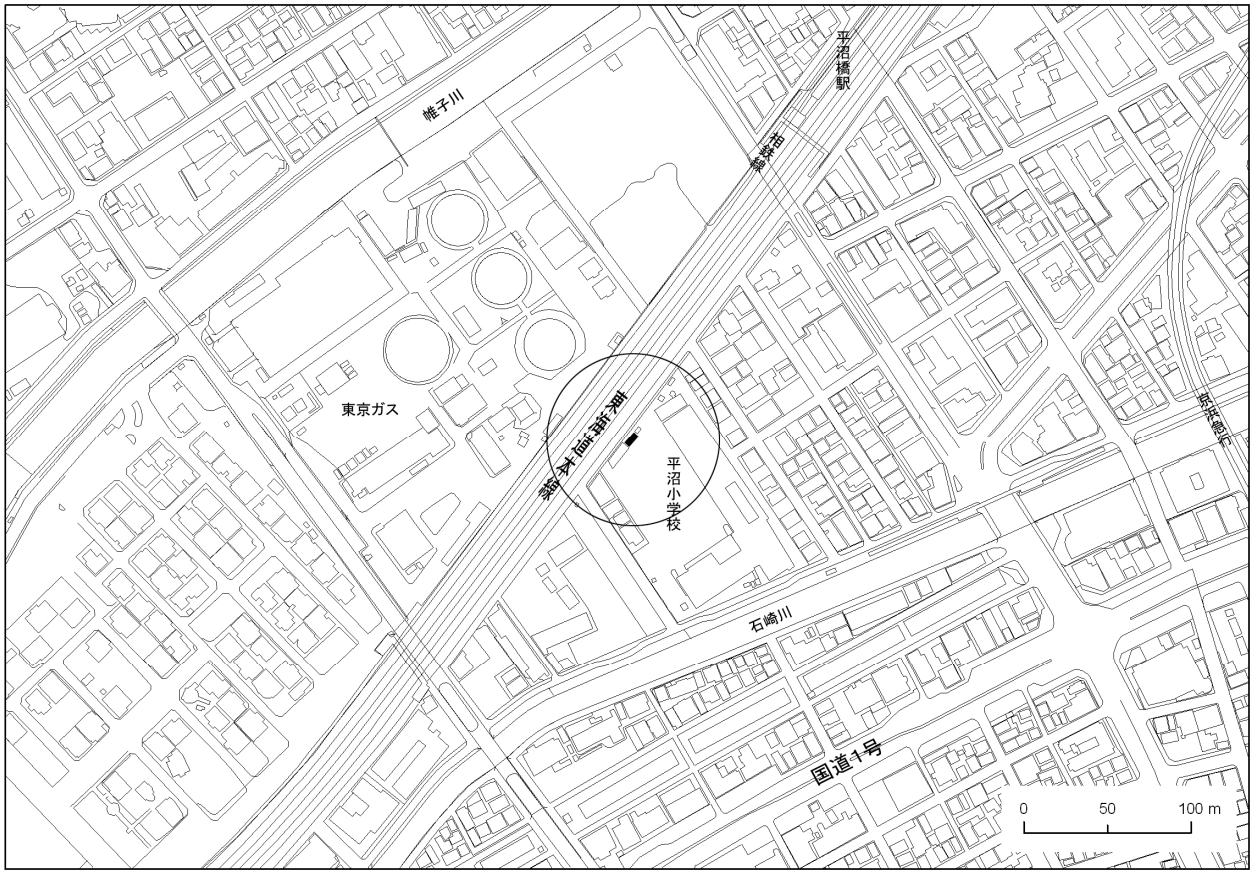 平沼橋駅
帷子川
相鉄線
東京ガス
東海道本線
平沼小学校
京浜急行
石崎川
国道1号
0 50 100 m